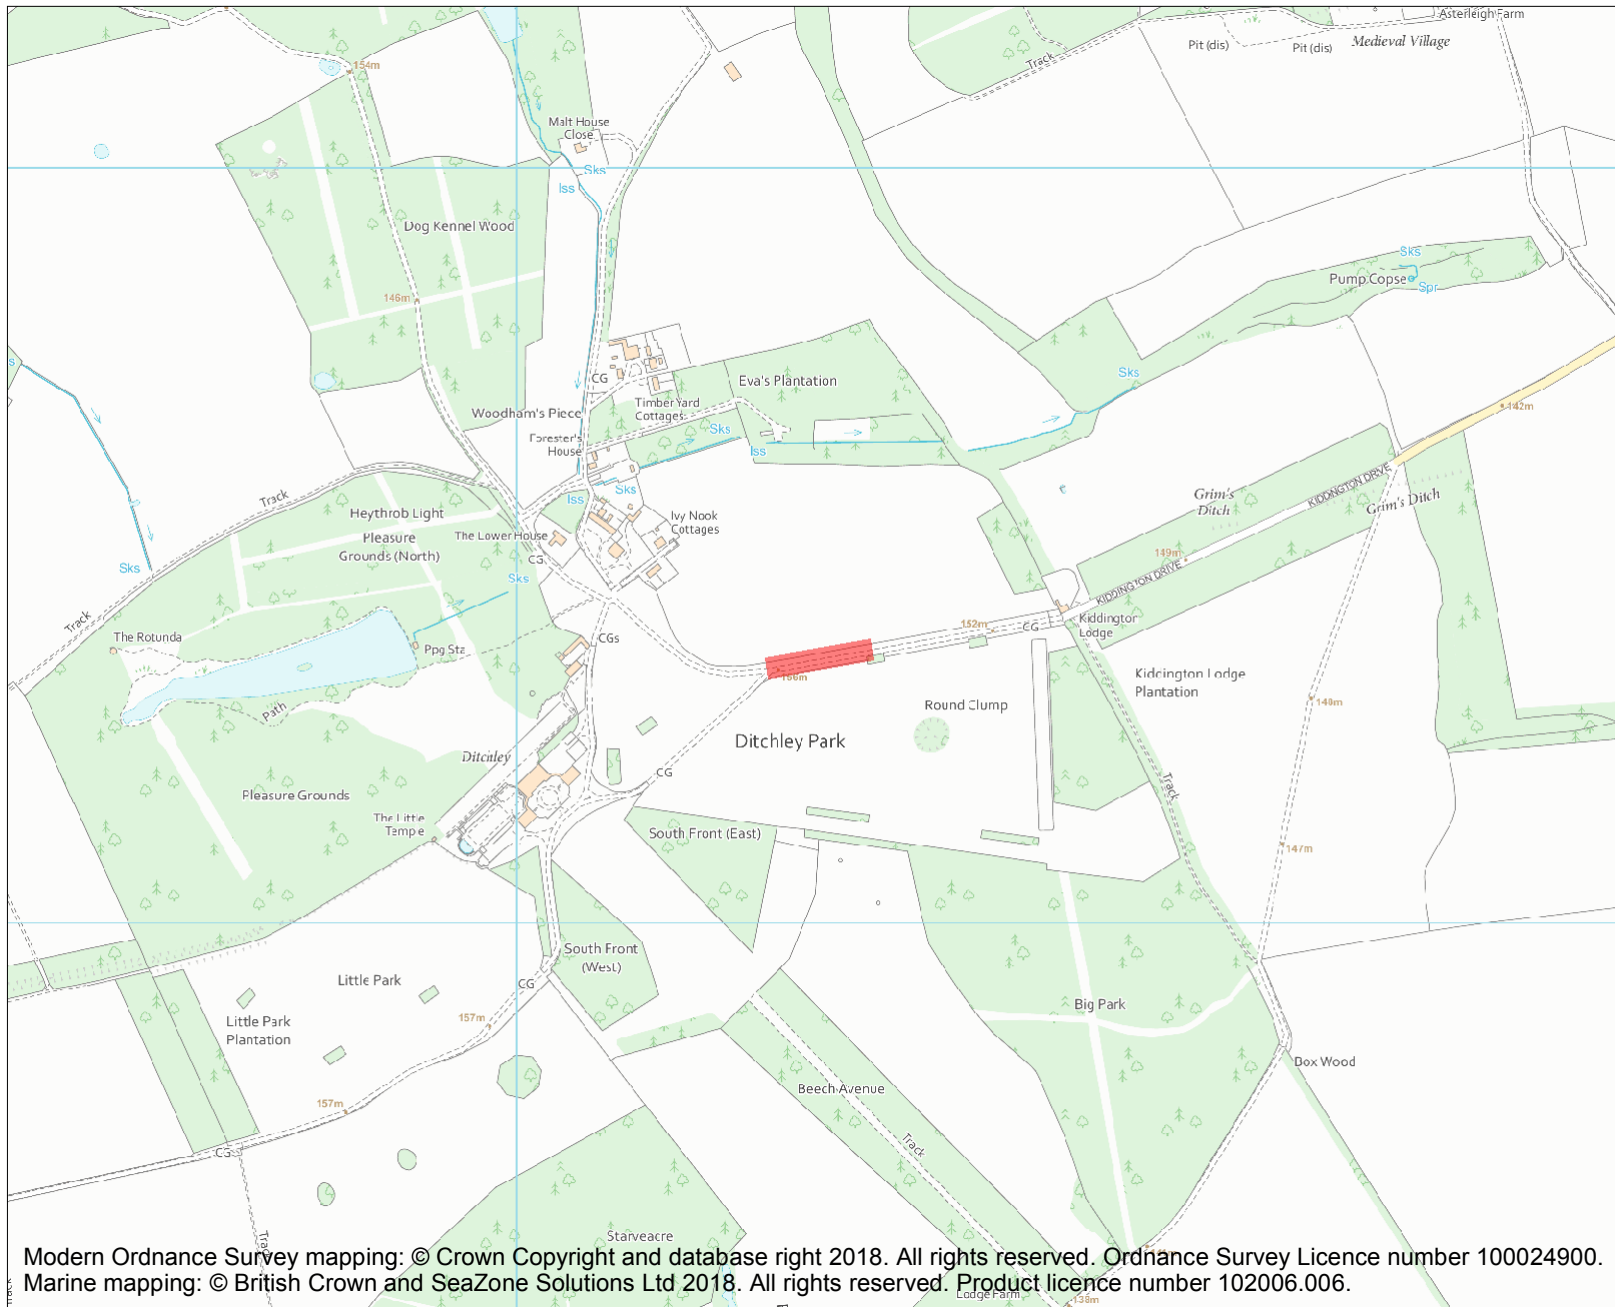 Asterleigh Farm
Medieval Village
Pit (dis)
Pit (dis)
Track
154m
Malt House
Close
Sks
Iss
Dog Kennel Wood
Sks
Pump Copse
Spr
146m
CG
Eva's Plantation
Sks
Timber Yard
Cottages
Woodham's Piece
142m
Sks
Forester's
House
Iss
Sks
Iss
KIDDINGTON DRIVE
Grim's
Ditch
Grim's Ditch
Track
Heythrob Light
Pleasure
Grounds (North)
The Lower House
Ivy Nook
Cottages
CG
149m
KIDDINGTON DRIVE
Sks
Sks
Track
The Rotunda
Ppg Sta
CGs
152m
CG
Kiddington
Lodge
156m
Kiddington Lodge
Plantation
148m
Path
Round Clump
Ditchley Park
Ditchley
CG
Track
Pleasure Grounds
The Little
Temple
South Front (East)
147m
South Front
(West)
Little Park
CG
Little Park
Plantation
157m
Big Park
Box Wood
Beech Avenue
157m
Track
CG
Starveacre
Track
Modern Ordnance Survey mapping: © Crown Copyright and database right 2018. All rights reserved. Ordnance Survey Licence number 100024900.
Marine mapping: © British Crown and SeaZone Solutions Ltd 2018. All rights reserved. Product licence number 102006.006.
Lodge Farm
138m